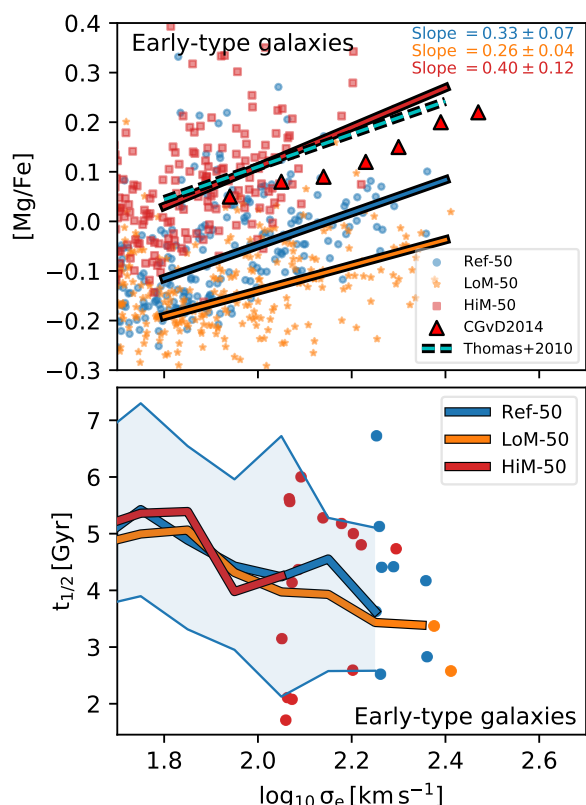 Early-type galaxies
Slope = 0.33 ± 0.07
Slope = 0.26 ± 0.04
Slope = 0.40 ± 0.12
0.4
0.3
0.2
0.1
0.0
−0.1
−0.2
−0.3
[Mg/Fe]
Ref-50
LoM-50
HiM-50
CGvD2014
Thomas+2010
7
6
5
4
3
2
t1/2 [Gyr]
Ref-50
LoM-50
HiM-50
Early-type galaxies
1.8
2.0
2.2
2.4
2.6
log10 σe [km s−1]